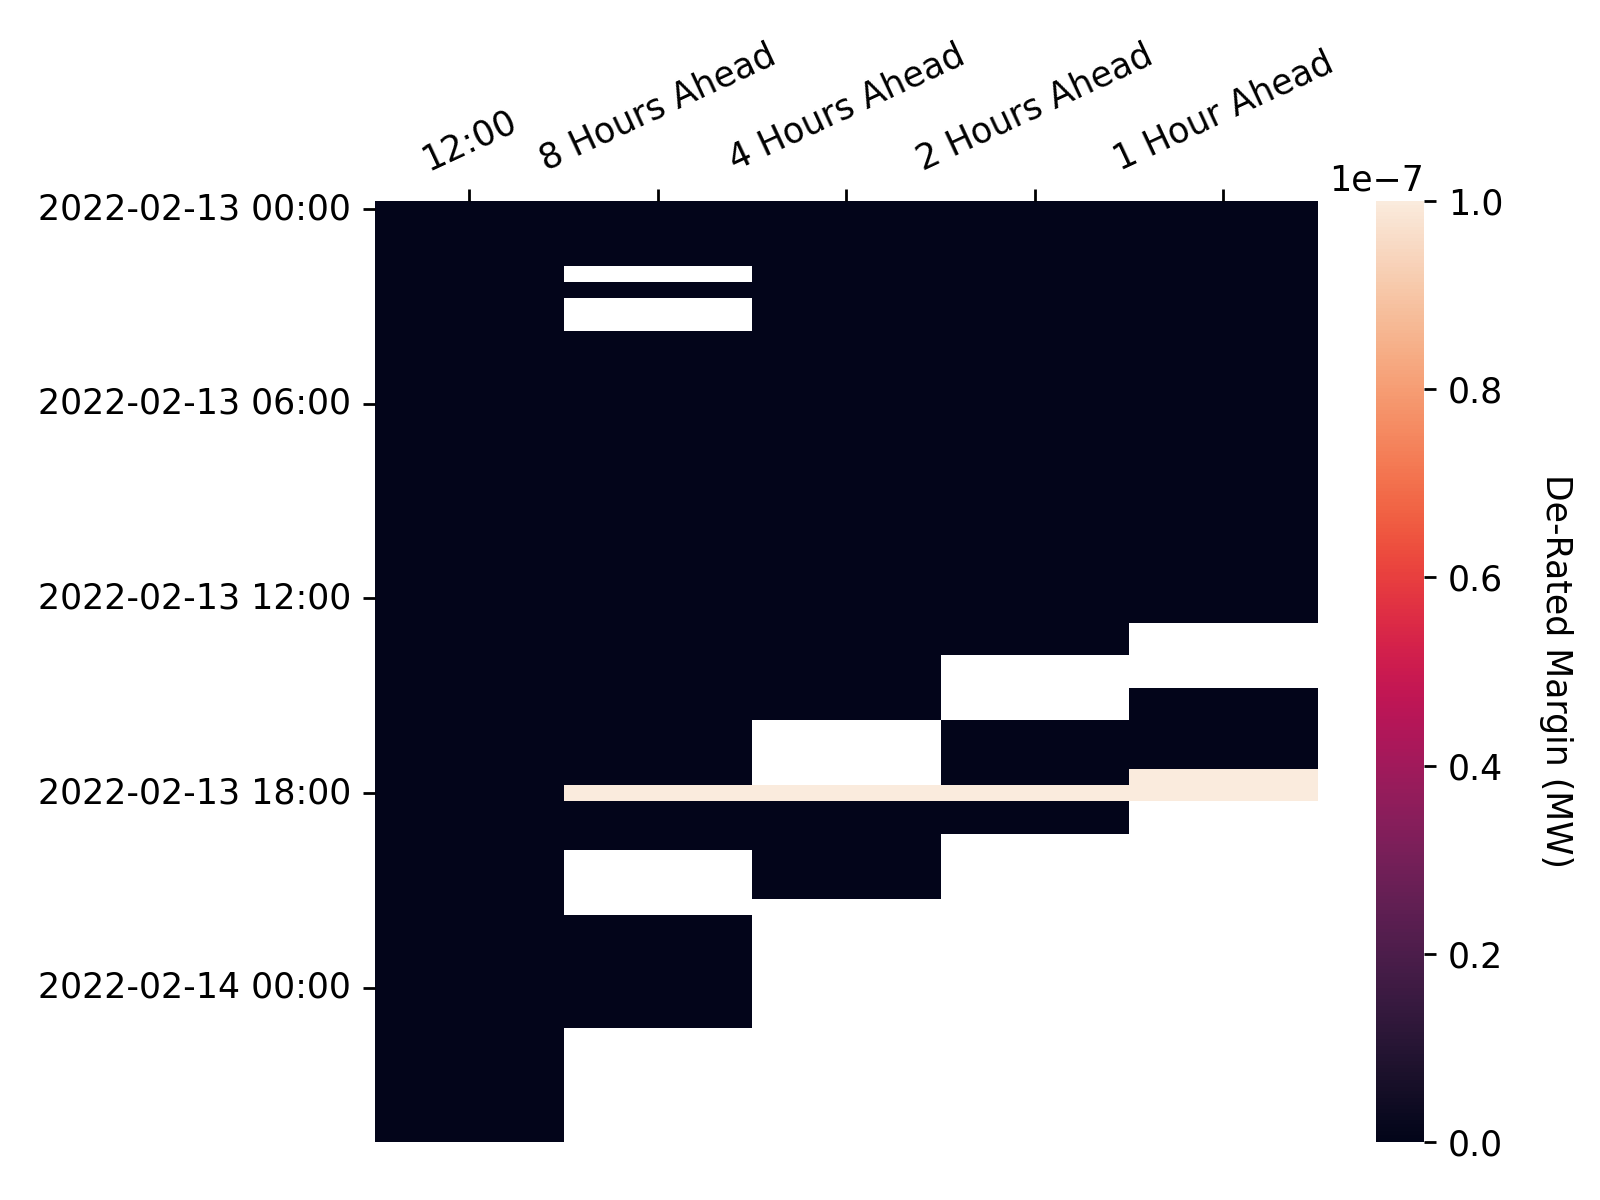 12:00
8 Hours Ahead
4 Hours Ahead
2 Hours Ahead
1 Hour Ahead
2022-02-13 00:00
2022-02-13 06:00
2022-02-13 12:00
2022-02-13 18:00
2022-02-14 00:00
1e−7
1.0
0.8
0.6
0.4
0.2
0.0
De-Rated Margin (MW)